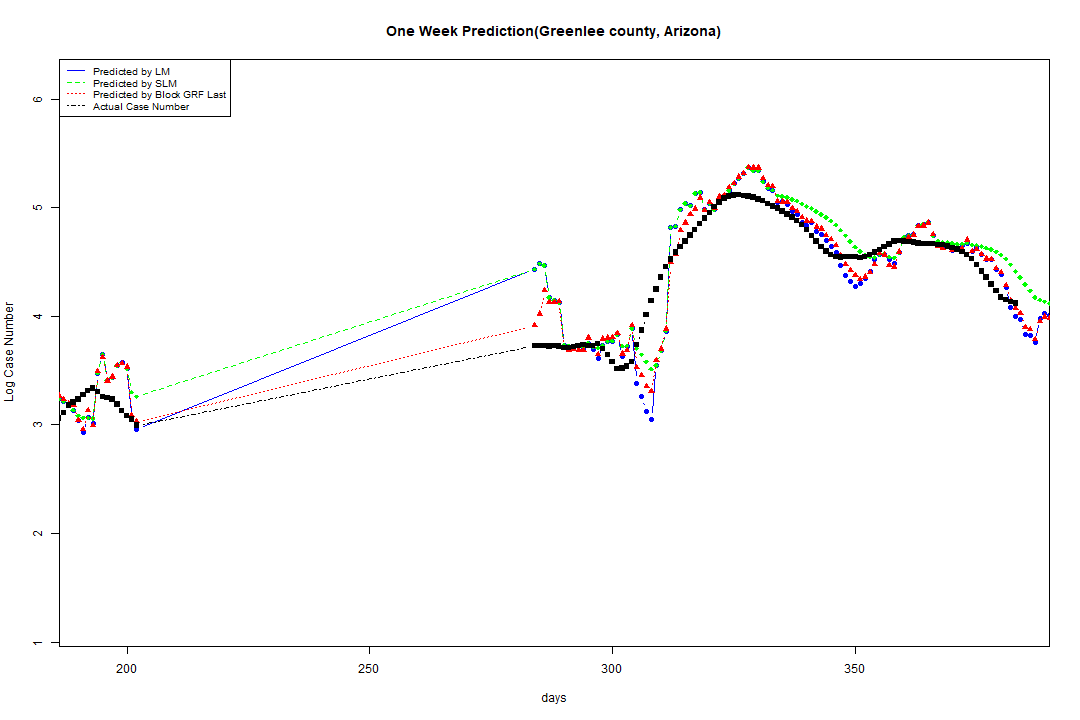 One Week Prediction(Greenlee county, Arizona)
Predicted by LM
Predicted by SLM
Predicted by Block GRF Last
Actual Case Number
Log Case Number
6
5
4
3
2
1
200 250 300 350
days